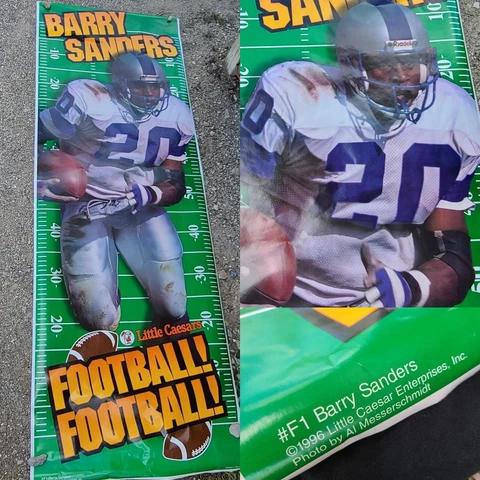 BARRY
SANDERS
20
Little Caesars
FOOTBALL!
FOOTBALL!
Riddell
20
#F1 Barry Sanders
©1996 Little Caesar Enterprises, Inc.
Photo by Al Messerschmidt